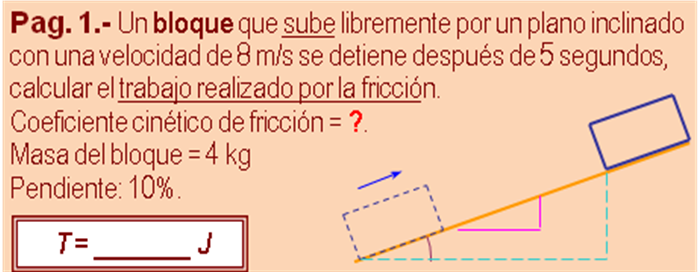 Pag. 1.- Un bloque que sube libremente por un plano inclinado
con una velocidad de 8 m/s se detiene después de 5 segundos,
calcular el trabajo realizado por la fricción.
Coeficiente cinético de fricción = ?.
Masa del bloque = 4 kg
Pendiente: 10%.
T = _______ J